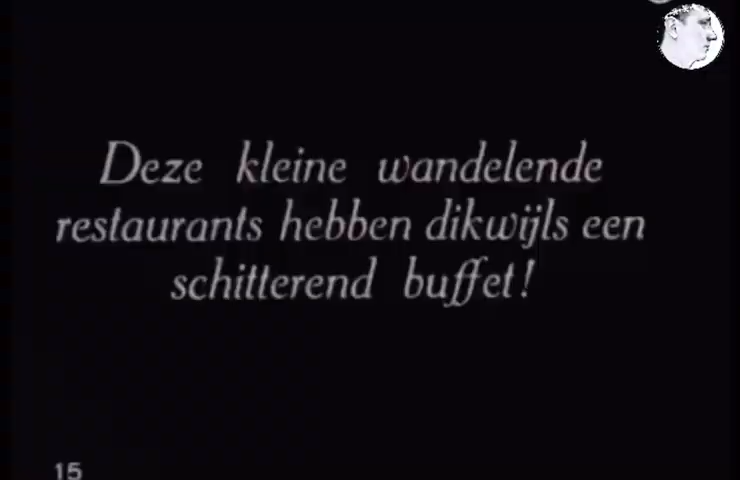 Deze kleine wandelende
restaurants hebben dikwijls een
schitterend buffet!
15